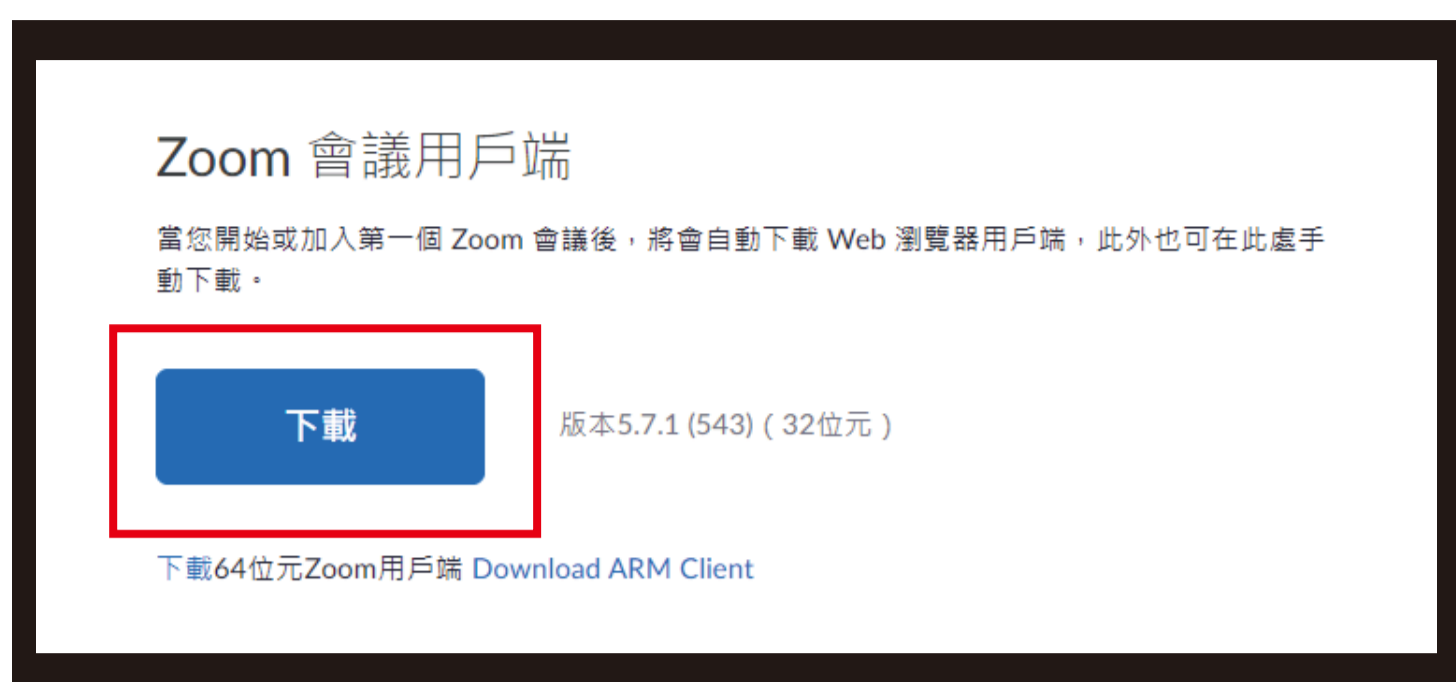 Zoom 會議用戶端
當您開始或加入第一個 Zoom 會議後，將會自動下載 Web 瀏覽器用戶端，此外也可在此處手
動下載。
下載
版本5.7.1 (543) ( 32位元 )
下載64位元Zoom用戶端 Download ARM Client